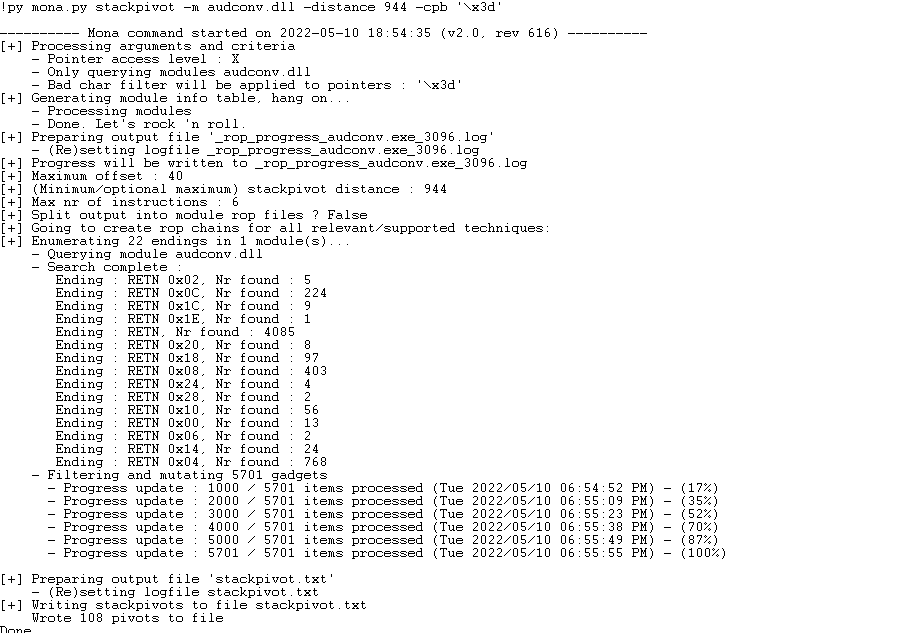 !py mona.py stackpivot -m audconv.dll -distance 944 -cpb '\x3d'
---------- Mona command started on 2022-05-10 18:54:35 (v2.0, rev 616) ----------
[+] Processing arguments and criteria
    - Pointer access level : X
    - Only querying modules audconv.dll
    - Bad char filter will be applied to pointers : '\x3d'
[+] Generating module info table, hang on...
    - Processing modules
    - Done. Let's rock 'n roll.
[+] Preparing output file '_rop_progress_audconv.exe_3096.log'
    - (Re)setting logfile _rop_progress_audconv.exe_3096.log
[+] Progress will be written to _rop_progress_audconv.exe_3096.log
[+] Maximum offset : 40
[+] (Minimum/optional maximum) stackpivot distance : 944
[+] Max nr of instructions : 6
[+] Split output into module rop files ? False
[+] Going to create rop chains for all relevant/supported techniques:
[+] Enumerating 22 endings in 1 module(s)...
    - Querying module audconv.dll
    - Search complete :
       Ending : RETN 0x02, Nr found : 5
       Ending : RETN 0x0C, Nr found : 224
       Ending : RETN 0x1C, Nr found : 9
       Ending : RETN 0x1E, Nr found : 1
       Ending : RETN, Nr found : 4085
       Ending : RETN 0x20, Nr found : 8
       Ending : RETN 0x18, Nr found : 97
       Ending : RETN 0x08, Nr found : 403
       Ending : RETN 0x24, Nr found : 4
       Ending : RETN 0x28, Nr found : 2
       Ending : RETN 0x10, Nr found : 56
       Ending : RETN 0x00, Nr found : 13
       Ending : RETN 0x06, Nr found : 2
       Ending : RETN 0x14, Nr found : 24
       Ending : RETN 0x04, Nr found : 768
    - Filtering and mutating 5701 gadgets
      - Progress update : 1000 / 5701 items processed (Tue 2022/05/10 06:54:52 PM) - (17%)
      - Progress update : 2000 / 5701 items processed (Tue 2022/05/10 06:55:09 PM) - (35%)
      - Progress update : 3000 / 5701 items processed (Tue 2022/05/10 06:55:23 PM) - (52%)
      - Progress update : 4000 / 5701 items processed (Tue 2022/05/10 06:55:38 PM) - (70%)
      - Progress update : 5000 / 5701 items processed (Tue 2022/05/10 06:55:49 PM) - (87%)
      - Progress update : 5701 / 5701 items processed (Tue 2022/05/10 06:55:55 PM) - (100%)
[+] Preparing output file 'stackpivot.txt'
    - (Re)setting logfile stackpivot.txt
[+] Writing stackpivots to file stackpivot.txt
    Wrote 108 pivots to file
Done